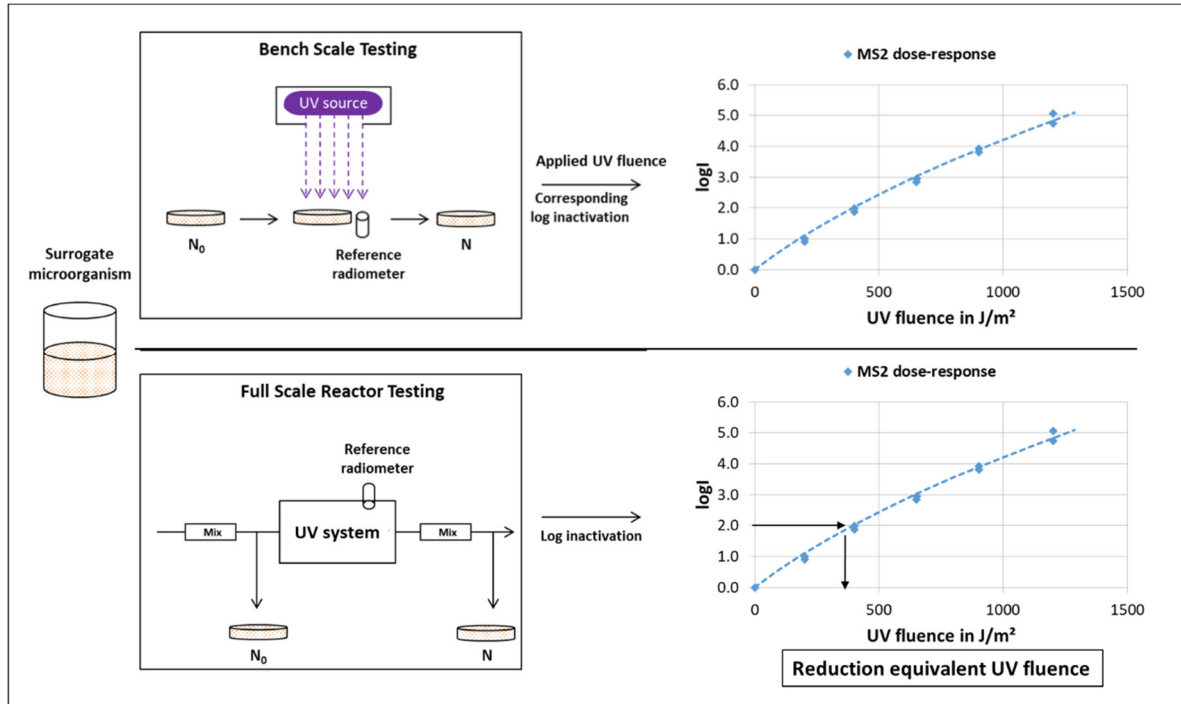 Bench Scale Testing
UV source
N₀
Reference
radiometer
N
Surrogate
microorganism
Applied UV fluence
Corresponding
log inactivation
MS2 dose-response
6.0
5.0
4.0
3.0
2.0
1.0
0.0
logI
0 500 1000 1500
UV fluence in J/m²
Full Scale Reactor Testing
Reference
radiometer
Mix
UV system
Mix
N₀
N
Log inactivation
MS2 dose-response
6.0
5.0
4.0
3.0
2.0
1.0
0.0
logI
0 500 1000 1500
UV fluence in J/m²
Reduction equivalent UV fluence